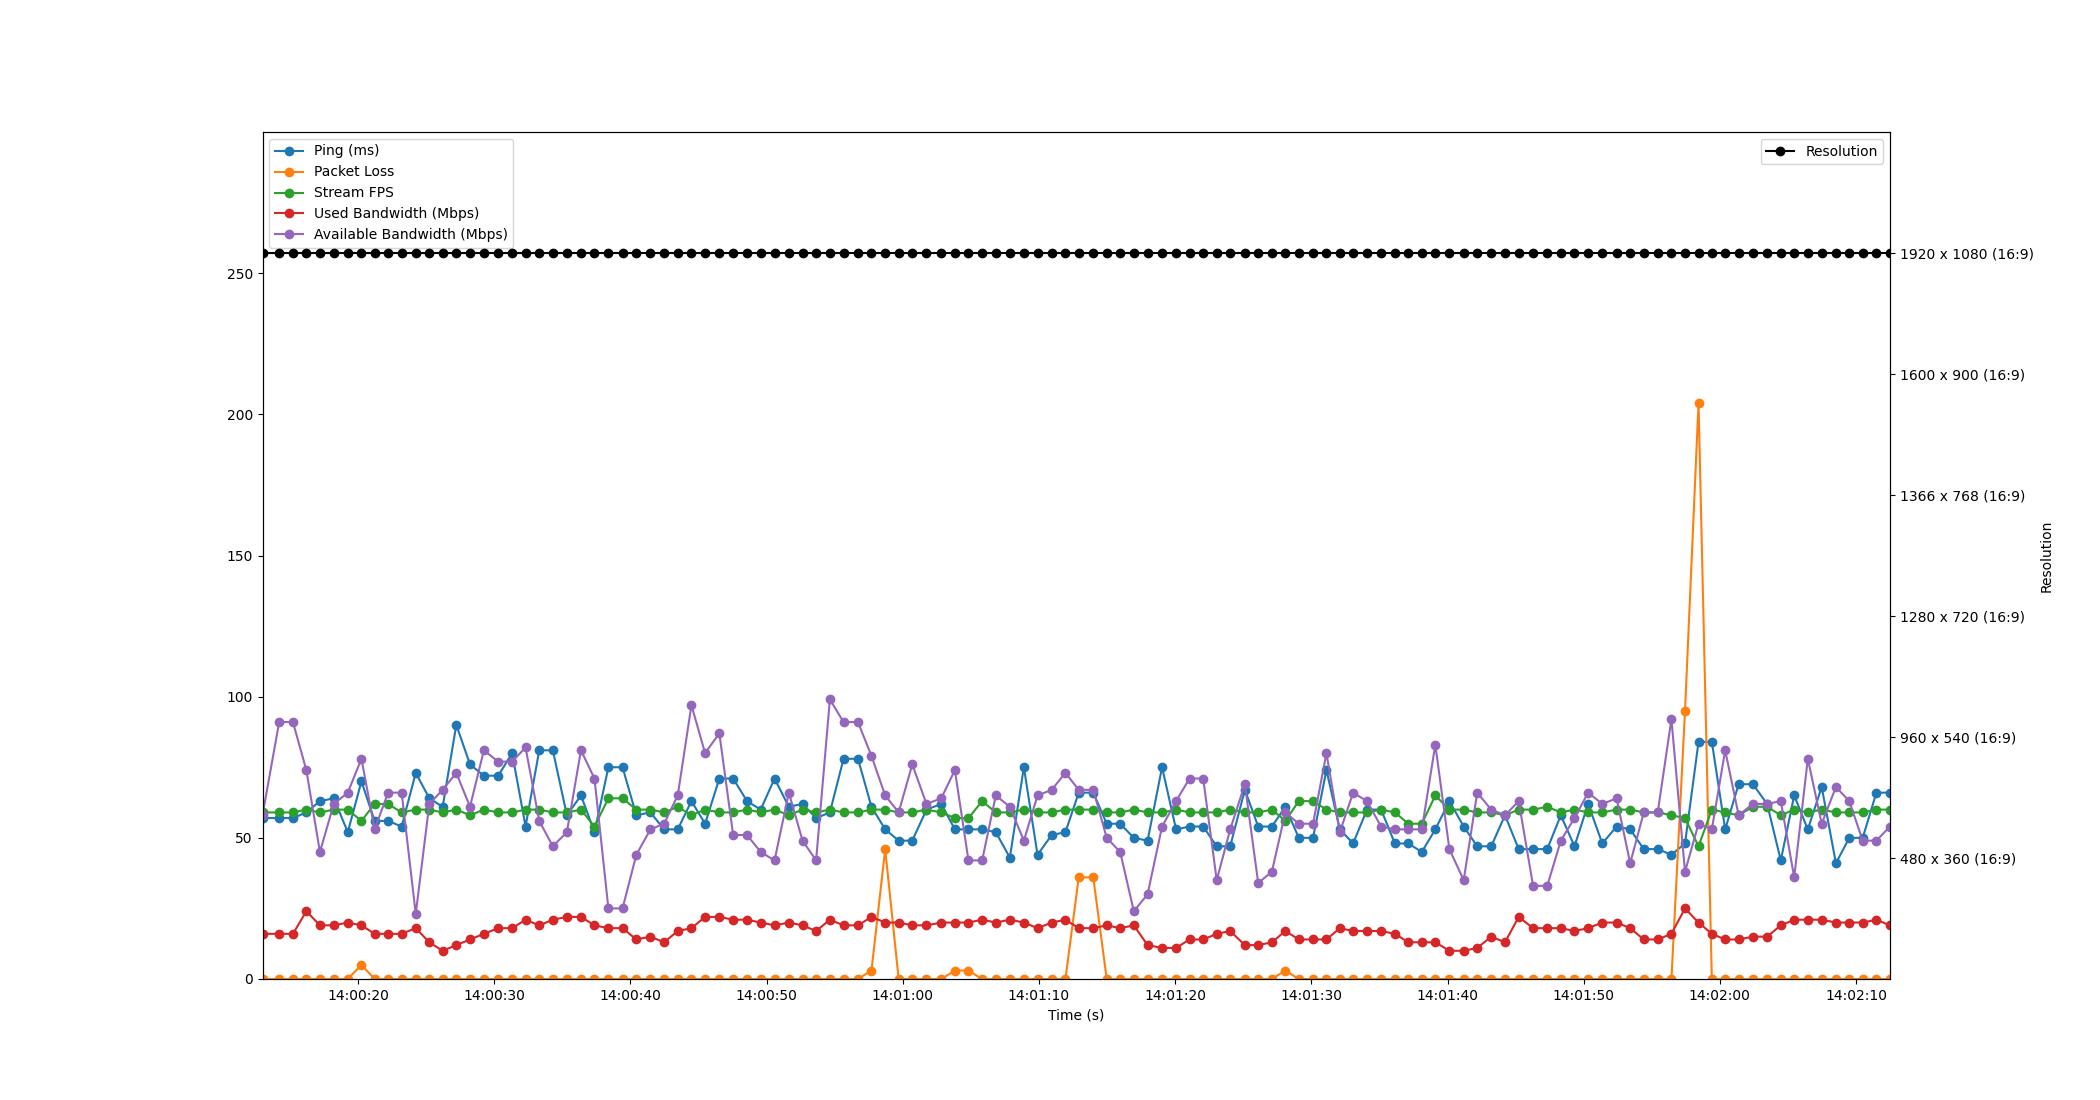 Ping (ms)
Packet Loss
Stream FPS
Used Bandwidth (Mbps)
Available Bandwidth (Mbps)
Resolution
250
200
150
100
50
0
1920 x 1080 (16:9)
1600 x 900 (16:9)
1366 x 768 (16:9)
1280 x 720 (16:9)
960 x 540 (16:9)
480 x 360 (16:9)
Resolution
14:00:20 14:00:30 14:00:40 14:00:50 14:01:00 14:01:10 14:01:20 14:01:30 14:01:40 14:01:50 14:02:00 14:02:10
Time (s)